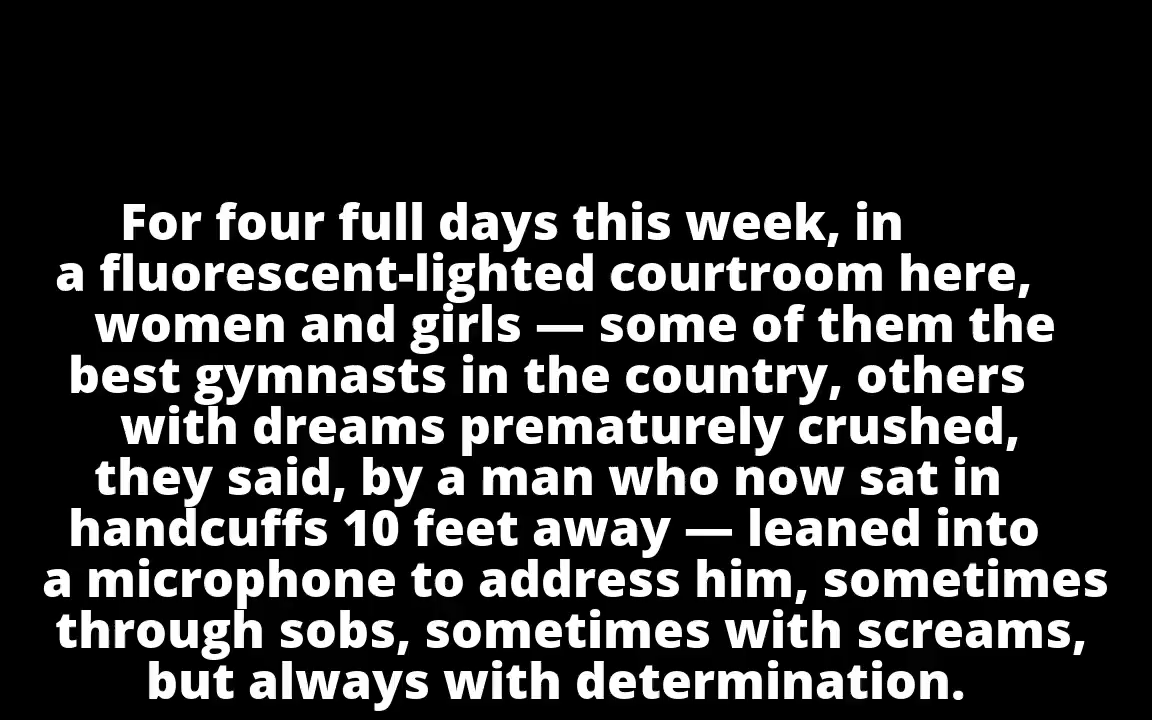 For four full days this week, in
a fluorescent-lighted courtroom here,
women and girls — some of them the
best gymnasts in the country, others
with dreams prematurely crushed,
they said, by a man who now sat in
handcuffs 10 feet away — leaned into
a microphone to address him, sometimes
through sobs, sometimes with screams,
but always with determination.